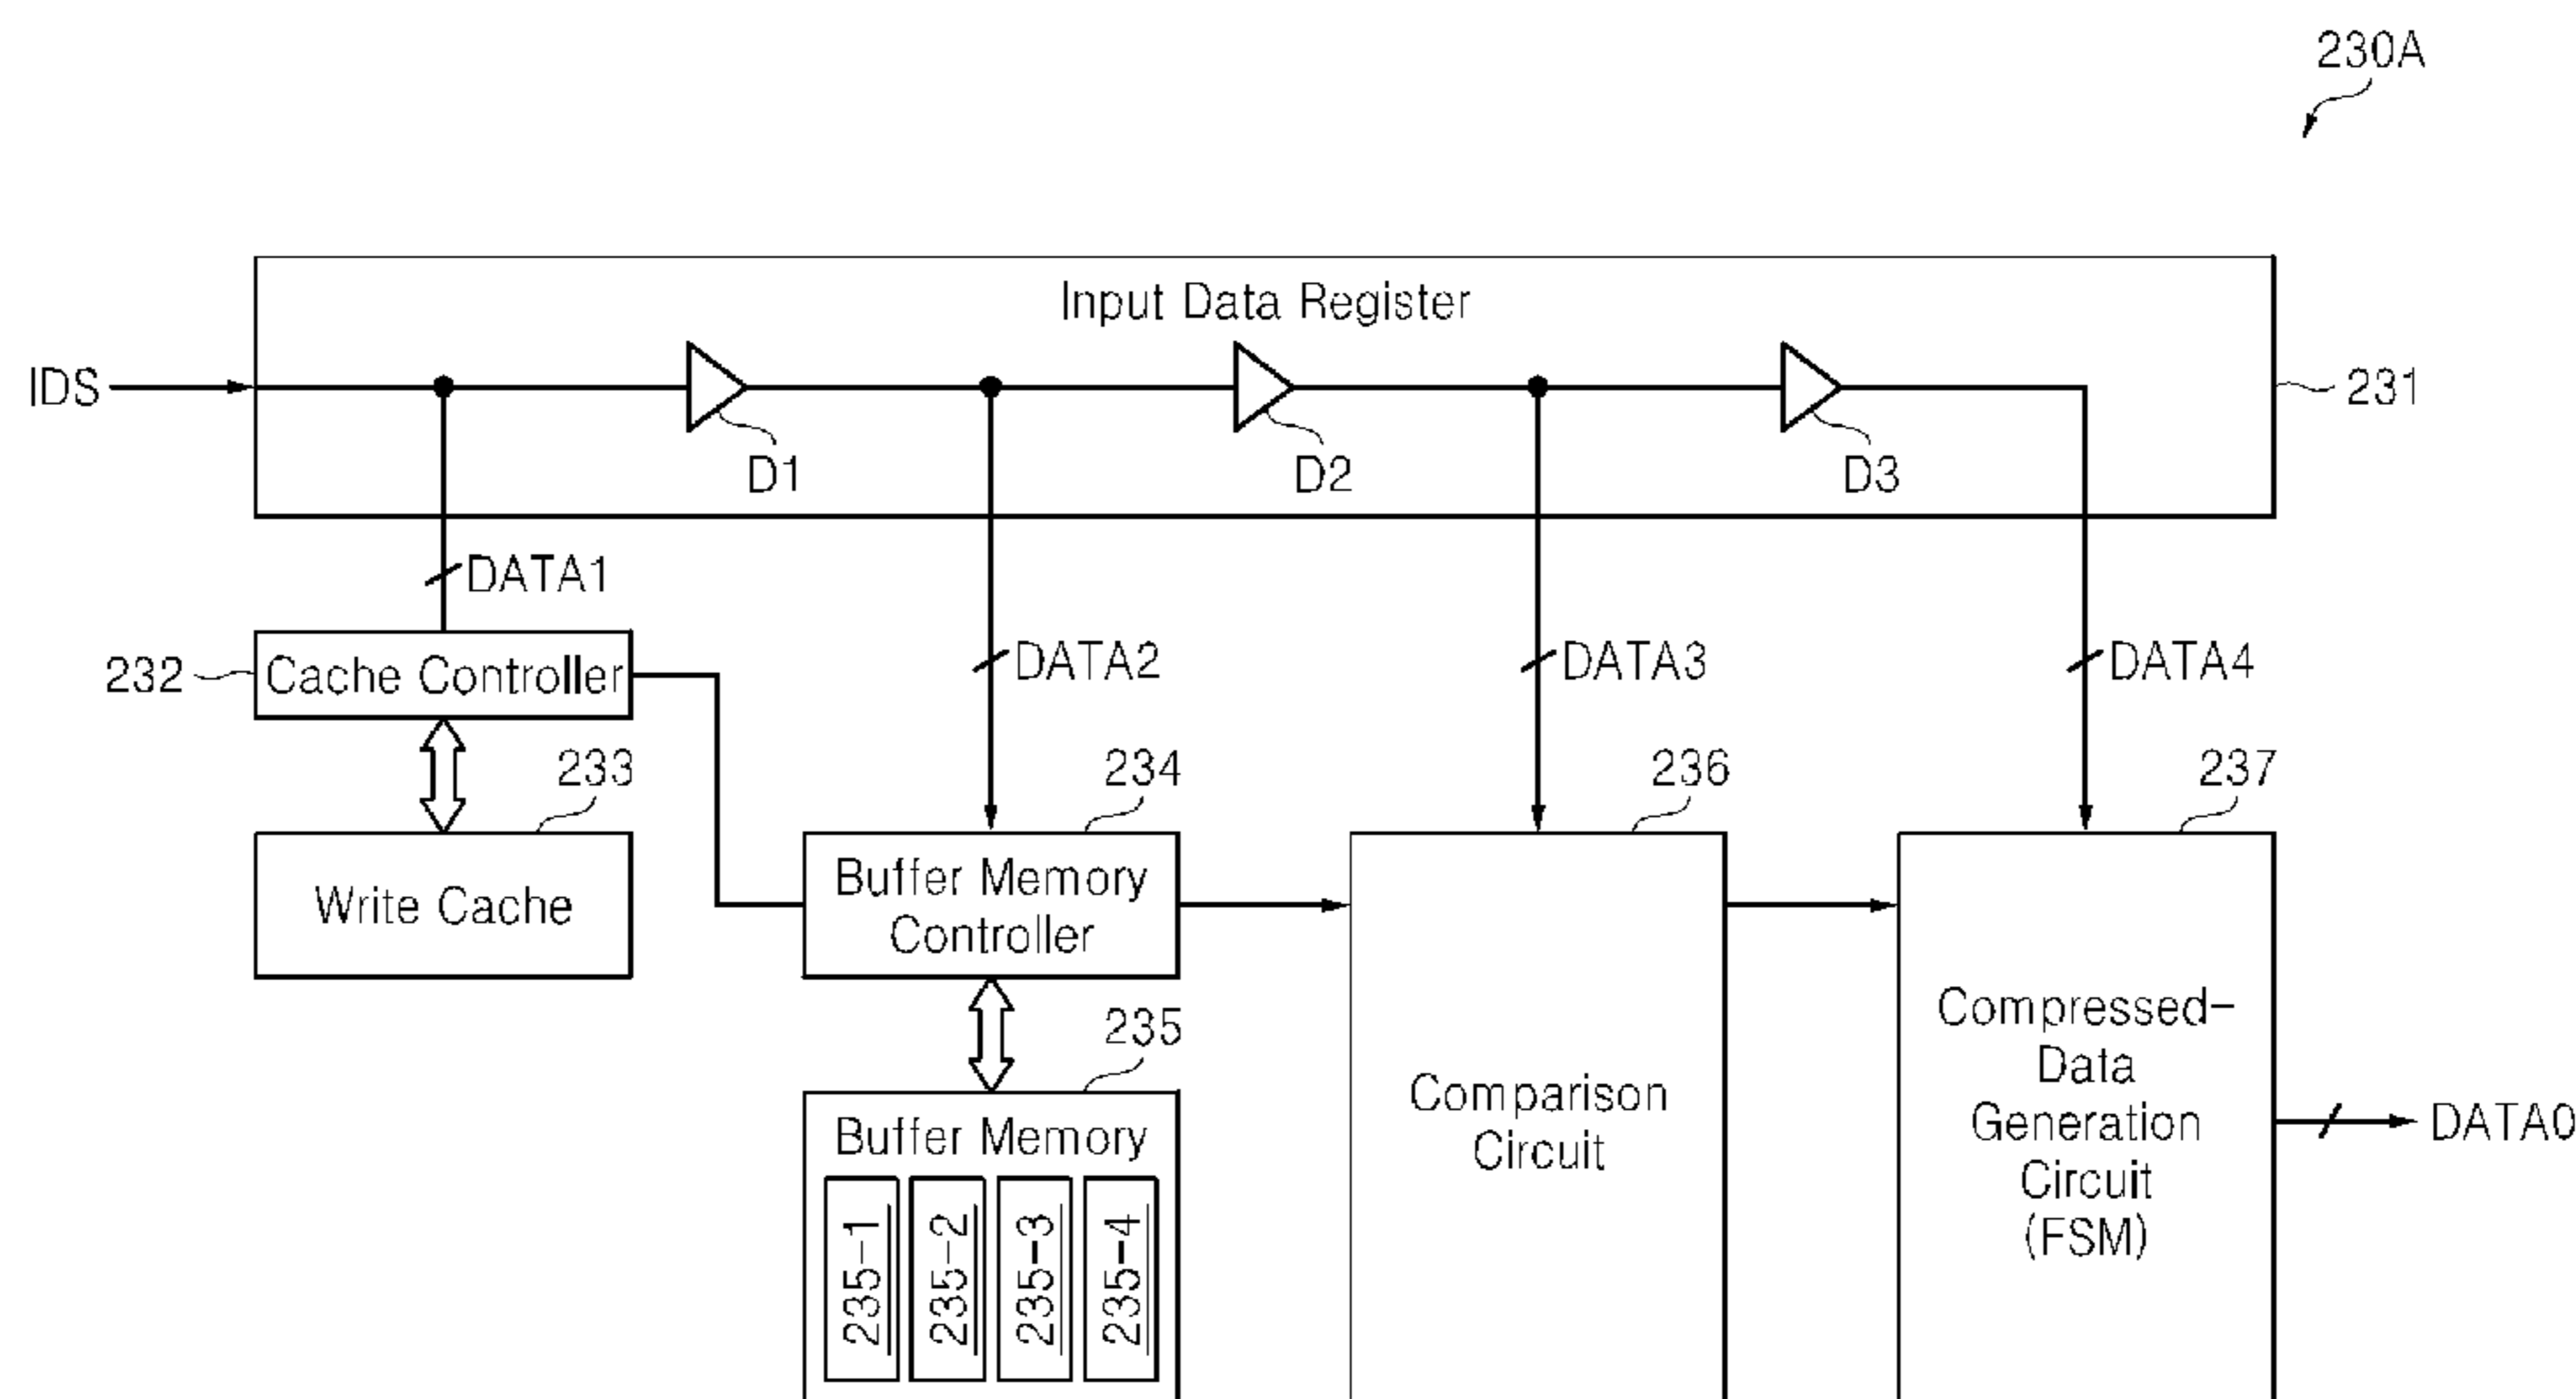 230A
Input Data Register
IDS
231
D1
D2
D3
DATA1
232
Cache Controller
DATA2
DATA3
DATA4
233
234
236
237
Write Cache
Buffer Memory
Controller
235
Buffer Memory
235-1
235-2
235-3
235-4
Comparison
Circuit
Compressed-
Data
Generation
Circuit
(FSM)
DATA0